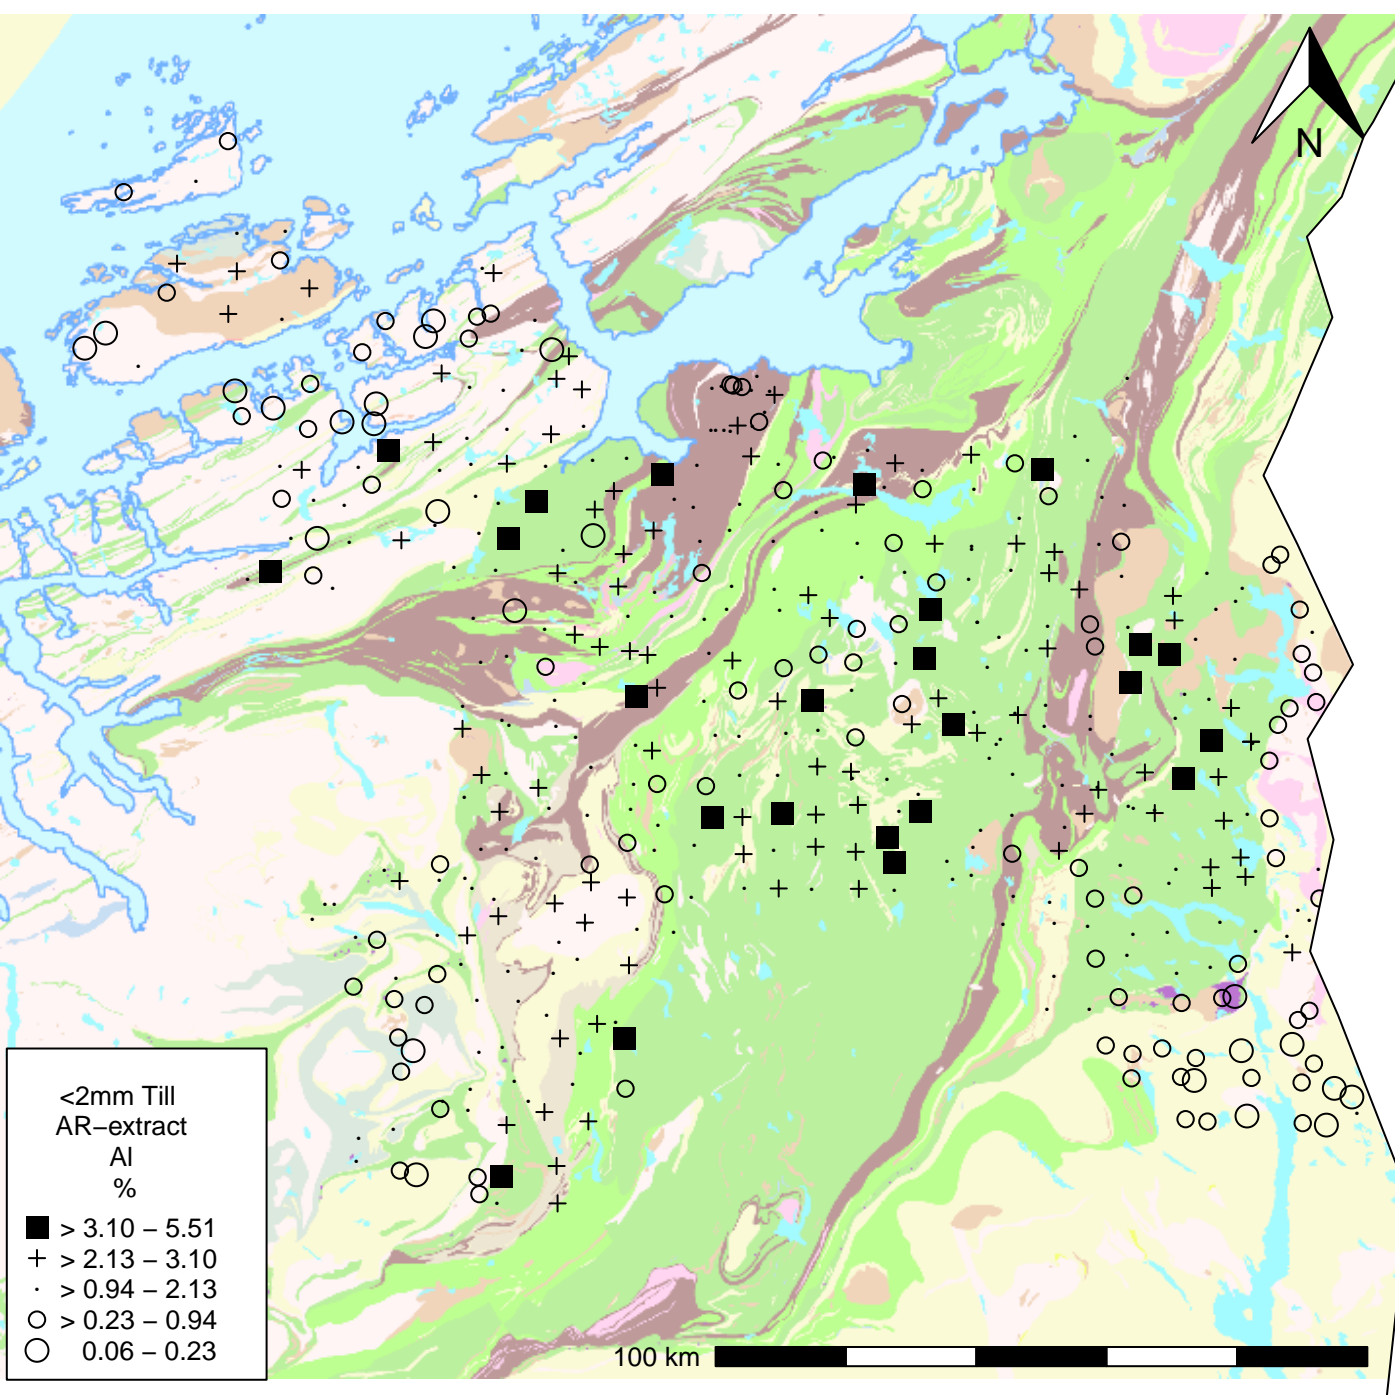 N
<2mm Till
AR−extract
Al
%
> 3.10 − 5.51
> 2.13 − 3.10
> 0.94 − 2.13
> 0.23 − 0.94
0.06 − 0.23
100 km